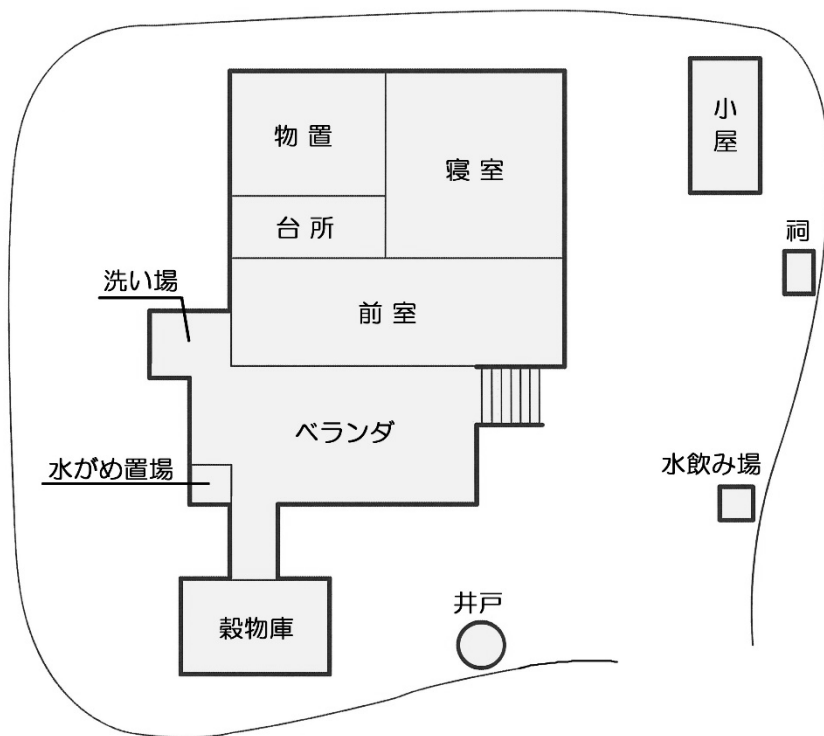 物置
寝室
小屋
台所
祠
洗い場
前室
ベランダ
水がめ置場
水飲み場
井戸
穀物庫